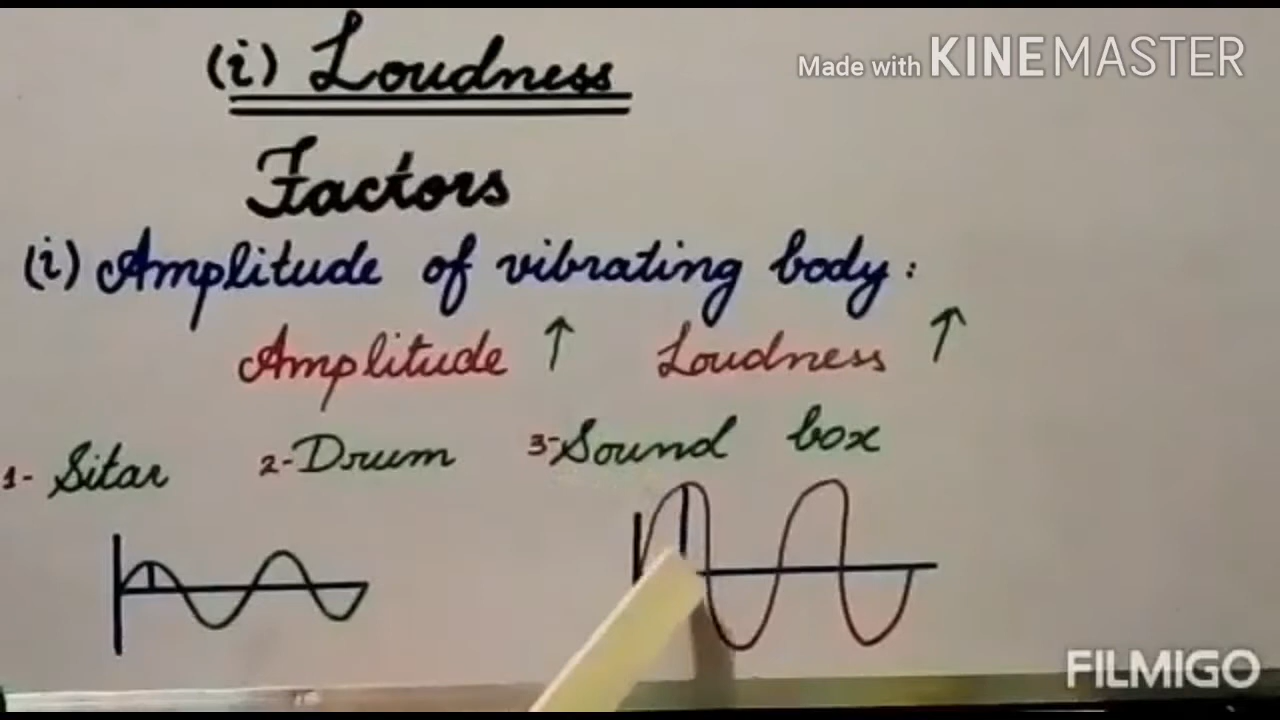 (i) Loudness
Made with KINEMASTER
Factors
(i) Amplitude of vibrating body:
Amplitude ↑ Loudness ↑
1- Sitar 2- Drum 3- Sound box
FILMIGO